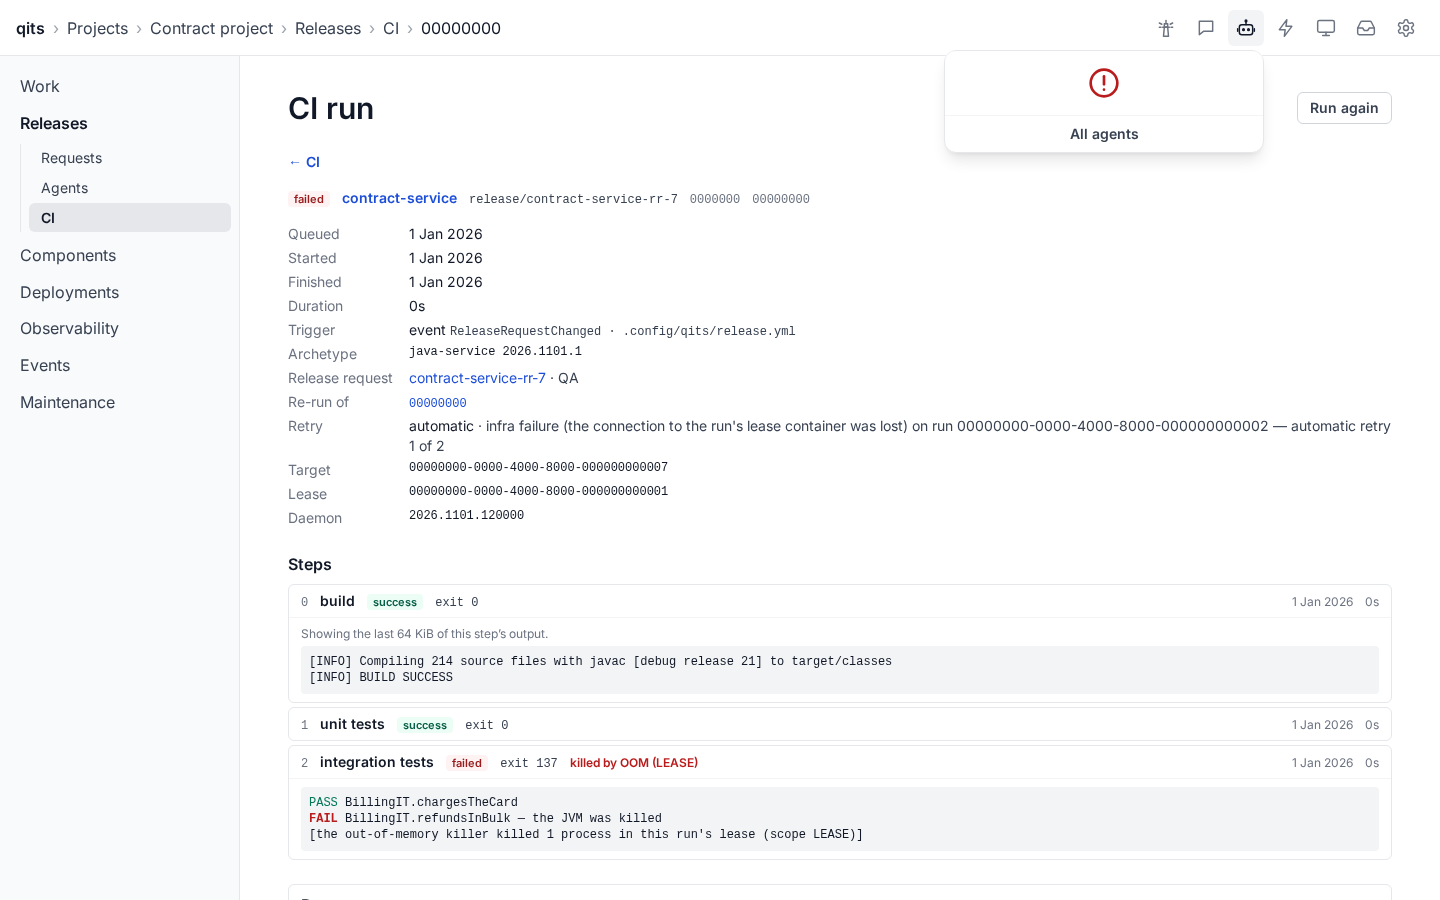 qits › Projects › Contract project › Releases › CI › 00000000
All agents
Work
Releases
Requests
Agents
CI
Components
Deployments
Observability
Events
Maintenance
CI run
Run again
← CI
failed contract-service release/contract-service-rr-7 0000000 00000000
Queued 1 Jan 2026
Started 1 Jan 2026
Finished 1 Jan 2026
Duration 0s
Trigger event ReleaseRequestChanged · .config/qits/release.yml
Archetype java-service 2026.1101.1
Release request contract-service-rr-7 · QA
Re-run of 00000000
Retry automatic · infra failure (the connection to the run's lease container was lost) on run 00000000-0000-4000-8000-000000000002 — automatic retry
1 of 2
Target 00000000-0000-4000-8000-000000000007
Lease 00000000-0000-4000-8000-000000000001
Daemon 2026.1101.120000
Steps
0 build success exit 0 1 Jan 2026 0s
Showing the last 64 KiB of this step’s output.
[INFO] Compiling 214 source files with javac [debug release 21] to target/classes
[INFO] BUILD SUCCESS
1 unit tests success exit 0 1 Jan 2026 0s
2 integration tests failed exit 137 killed by OOM (LEASE) 1 Jan 2026 0s
PASS BillingIT.chargesTheCard
FAIL BillingIT.refundsInBulk — the JVM was killed
[the out-of-memory killer killed 1 process in this run's lease (scope LEASE)]